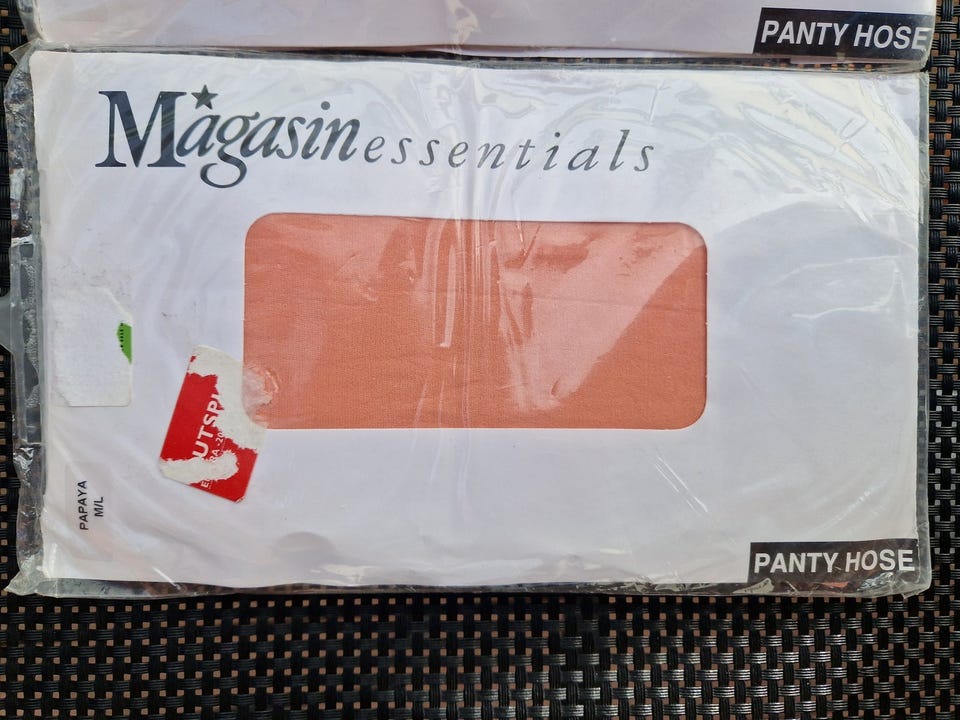 PANTY HOSE
Magasin essentials
PAPAYA
M/L
PANTY HOSE